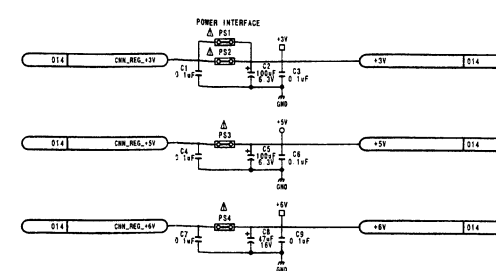 POWER INTERFACE
⚠ PS1
⚠ PS2
+3V
014 CNN_REG_+3V
+3V 014
C1
0.1uF
C2
100uF
6.3V
C3
0.1uF
GND
⚠
PS3
+5V
014 CNN_REG_+5V
+5V 014
C4
0.1uF
C5
100uF
6.3V
C6
0.1uF
GND
⚠
PS4
+6V
014 CNN_REG_+6V
+6V 014
C7
0.1uF
C8
47uF
16V
C9
0.1uF
GND